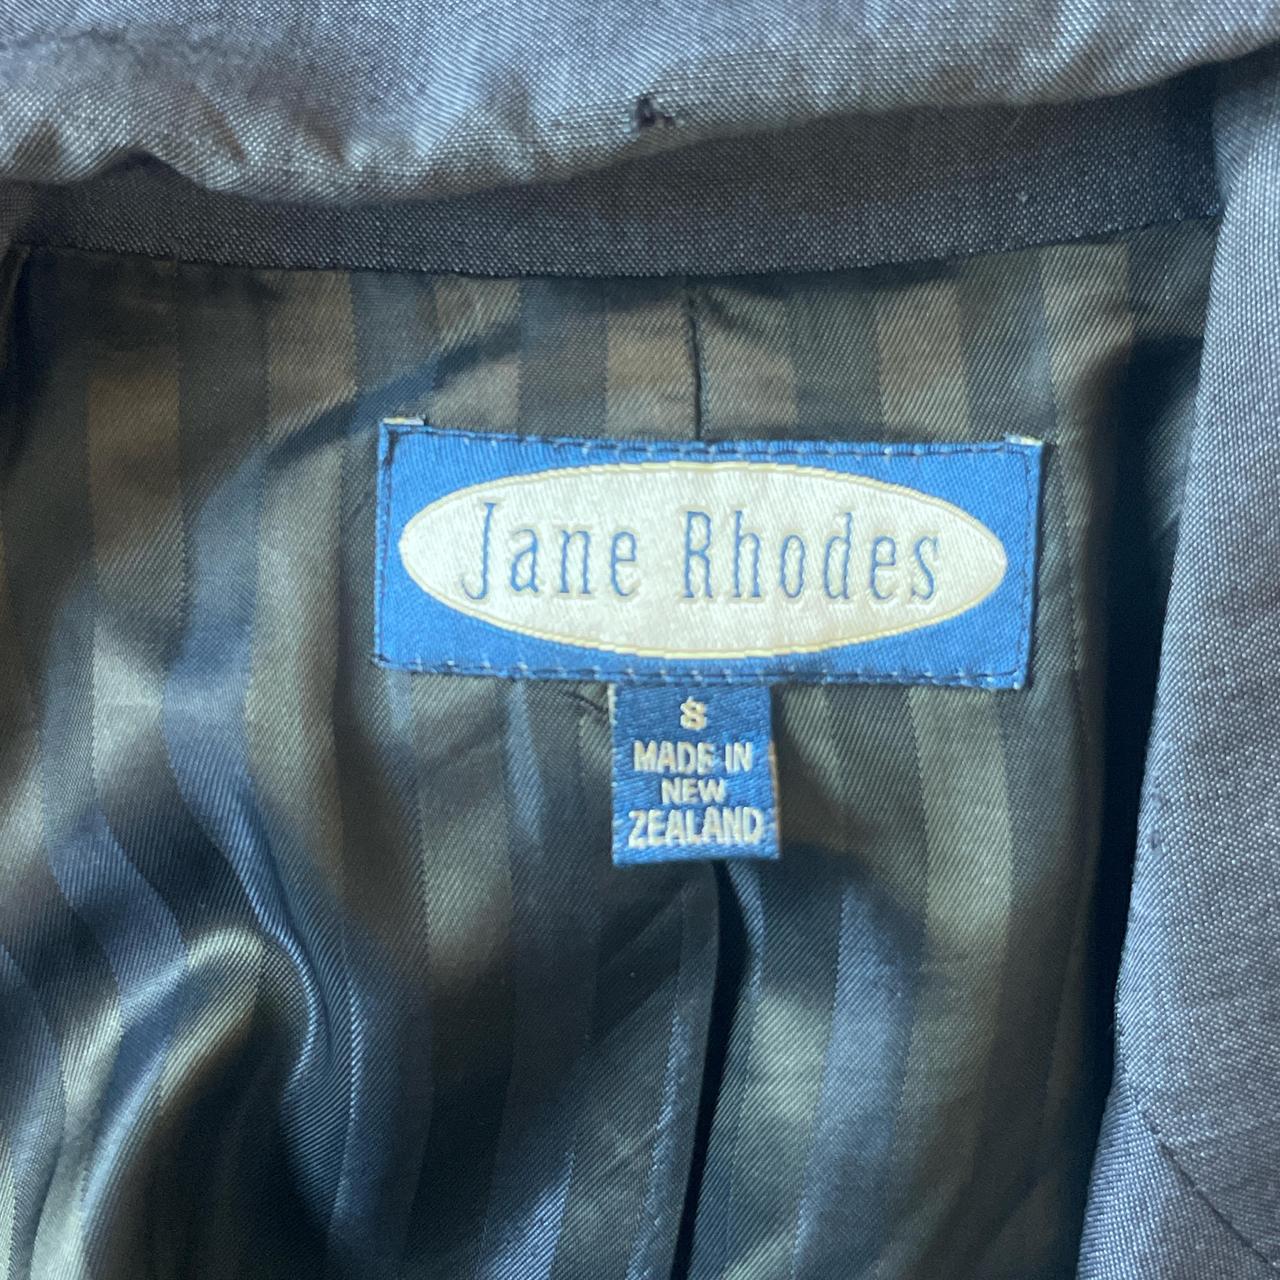 Jane Rhodes
S
MADE IN
NEW
ZEALAND